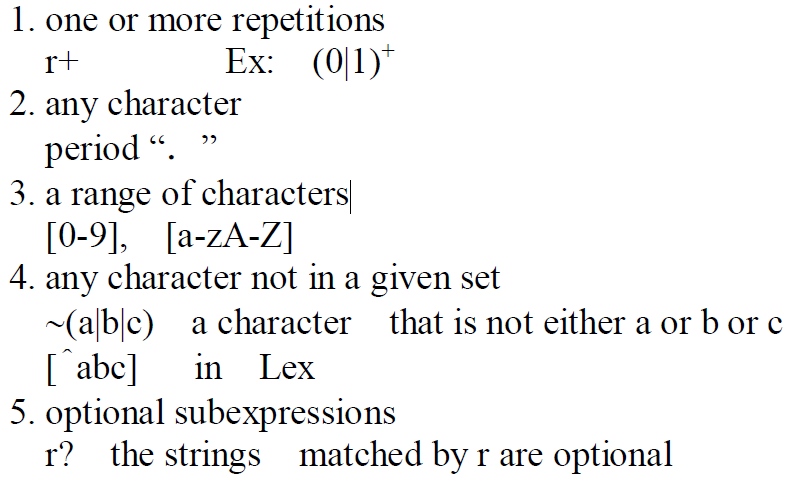 1. one or more repetitions
r+ Ex: (0|1)⁺
2. any character
period “. ”
3. a range of characters
[0-9], [a-zA-Z]
4. any character not in a given set
~(a|b|c) a character that is not either a or b or c
[^abc] in Lex
5. optional subexpressions
r? the strings matched by r are optional